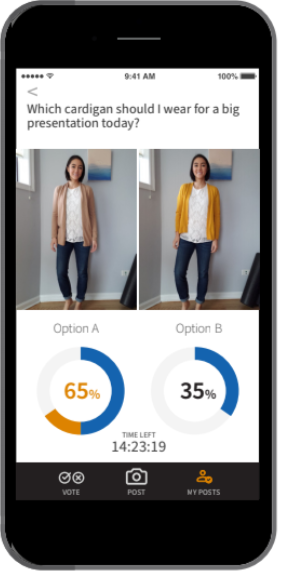 9:41 AM
100%
<
Which cardigan should I wear for a big
presentation today?
Option A
Option B
65%
35%
TIME LEFT
14:23:19
VOTE
POST
MY POSTS